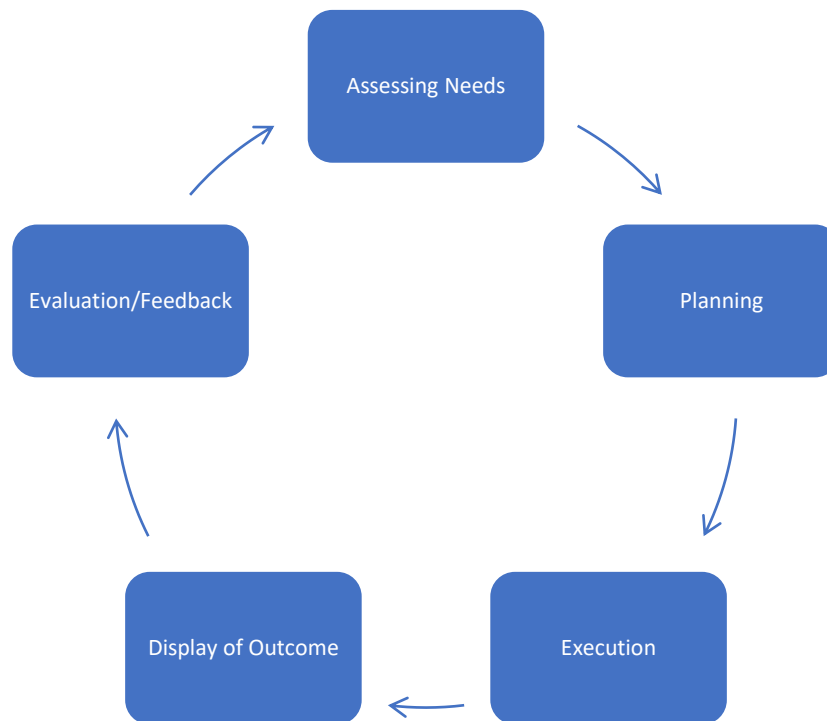 Assessing Needs
Planning
Execution
Display of Outcome
Evaluation/Feedback